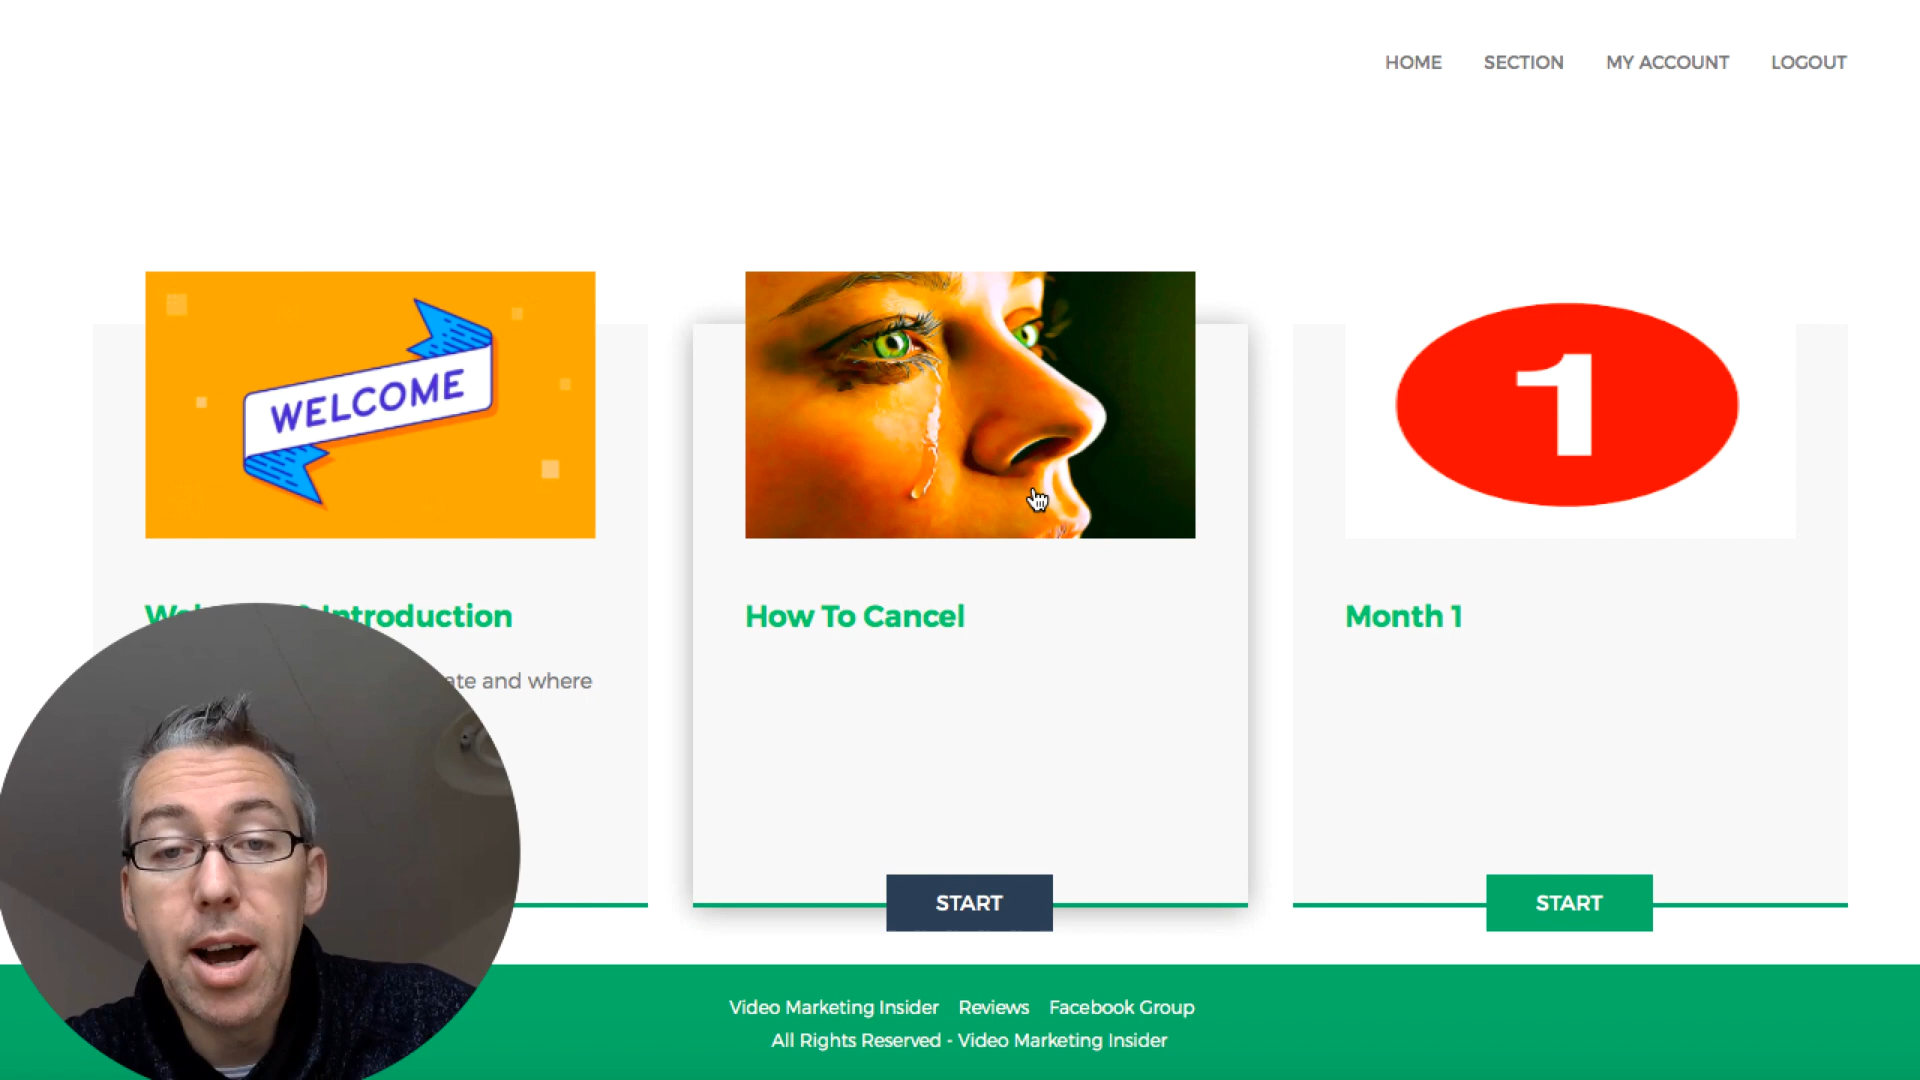 HOME SECTION MY ACCOUNT LOGOUT
WELCOME
1
Introduction
How To Cancel
Month 1
and where
START
START
Video Marketing Insider Reviews Facebook Group
All Rights Reserved - Video Marketing Insider